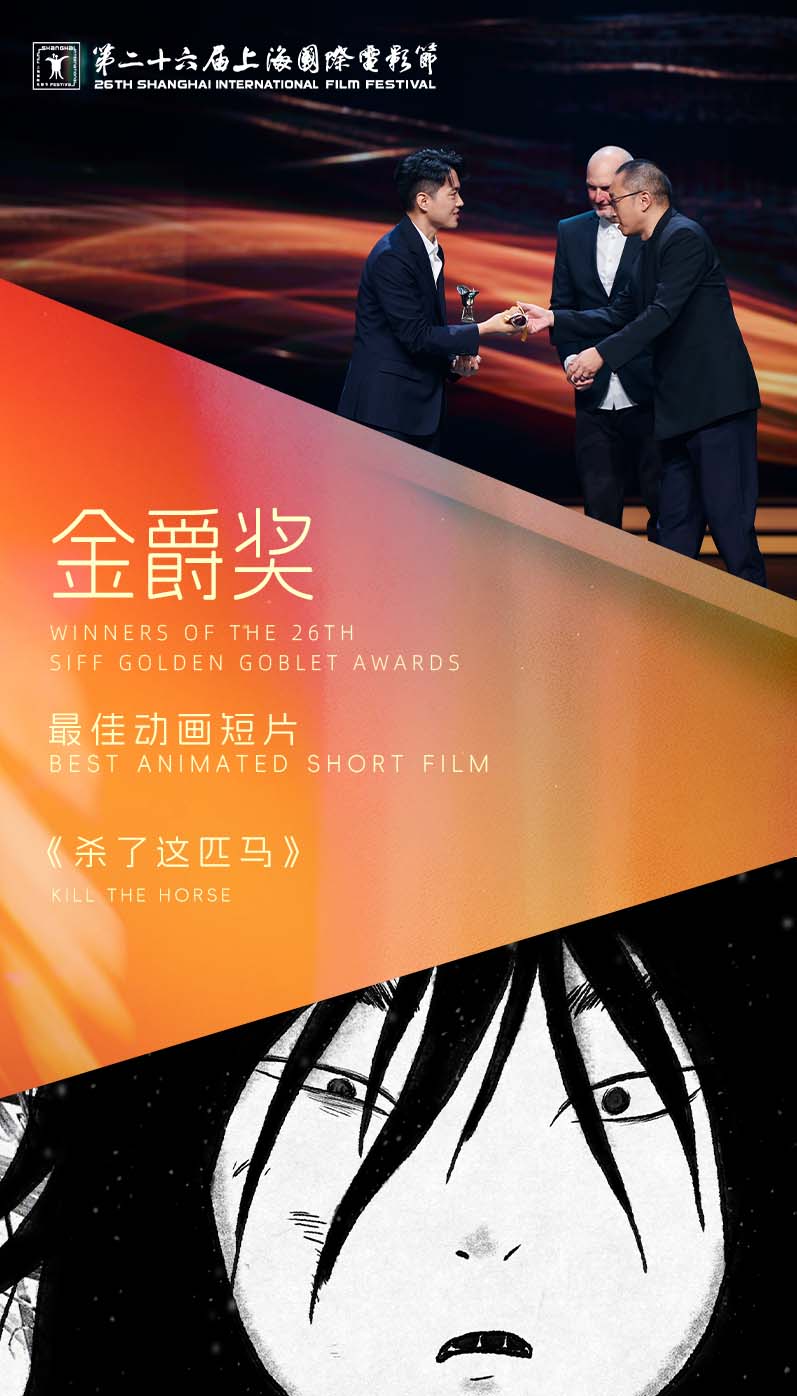 SHANGHAI
第二十六届上海國際電影節
26TH SHANGHAI INTERNATIONAL FILM FESTIVAL
金爵奖
WINNERS OF THE 26TH
SIFF GOLDEN GOBLET AWARDS
最佳动画短片
BEST ANIMATED SHORT FILM
《杀了这匹马》
KILL THE HORSE